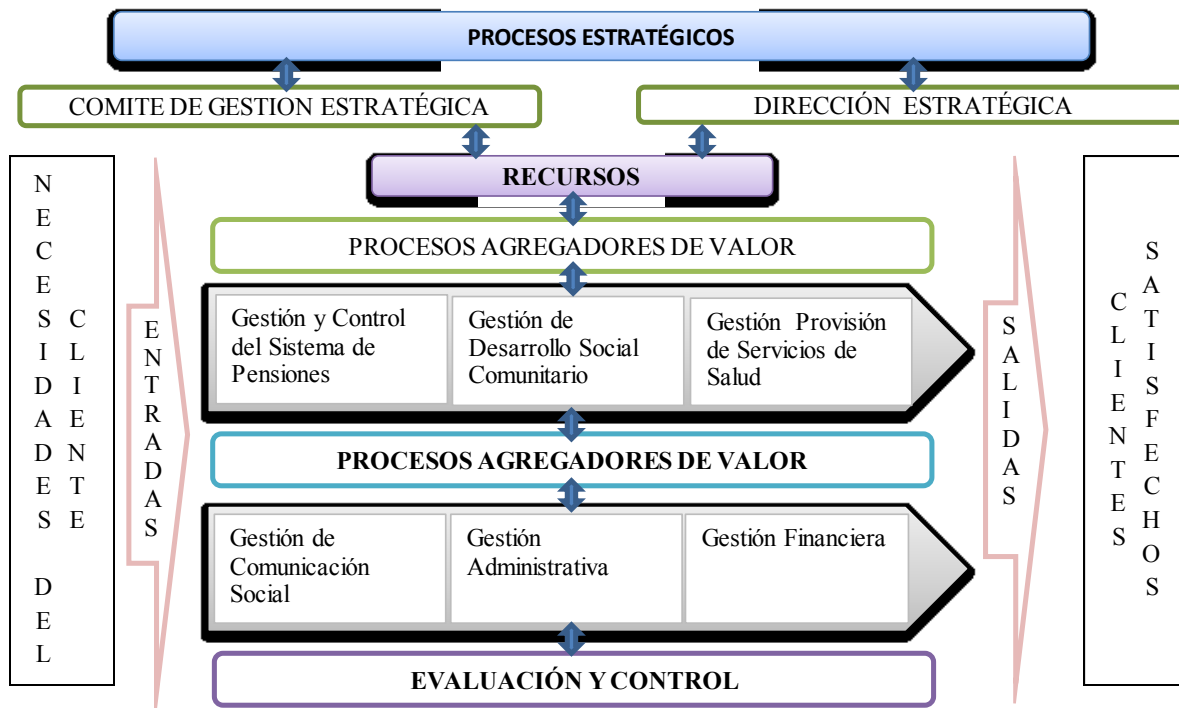 PROCESOS ESTRATÉGICOS
COMITE DE GESTION ESTRATÉGICA
DIRECCIÓN ESTRATÉGICA
RECURSOS
NECESIDADES DEL
CLIENTE
ENTRADAS
PROCESOS AGREGADORES DE VALOR
Gestión y Control
del Sistema de
Pensiones
Gestión de
Desarrollo Social
Comunitario
Gestión Provisión
de Servicios de
Salud
PROCESOS AGREGADORES DE VALOR
Gestión de
Comunicación
Social
Gestión
Administrativa
Gestión Financiera
EVALUACIÓN Y CONTROL
SALIDAS
CLIENTES
SATISFECHOS